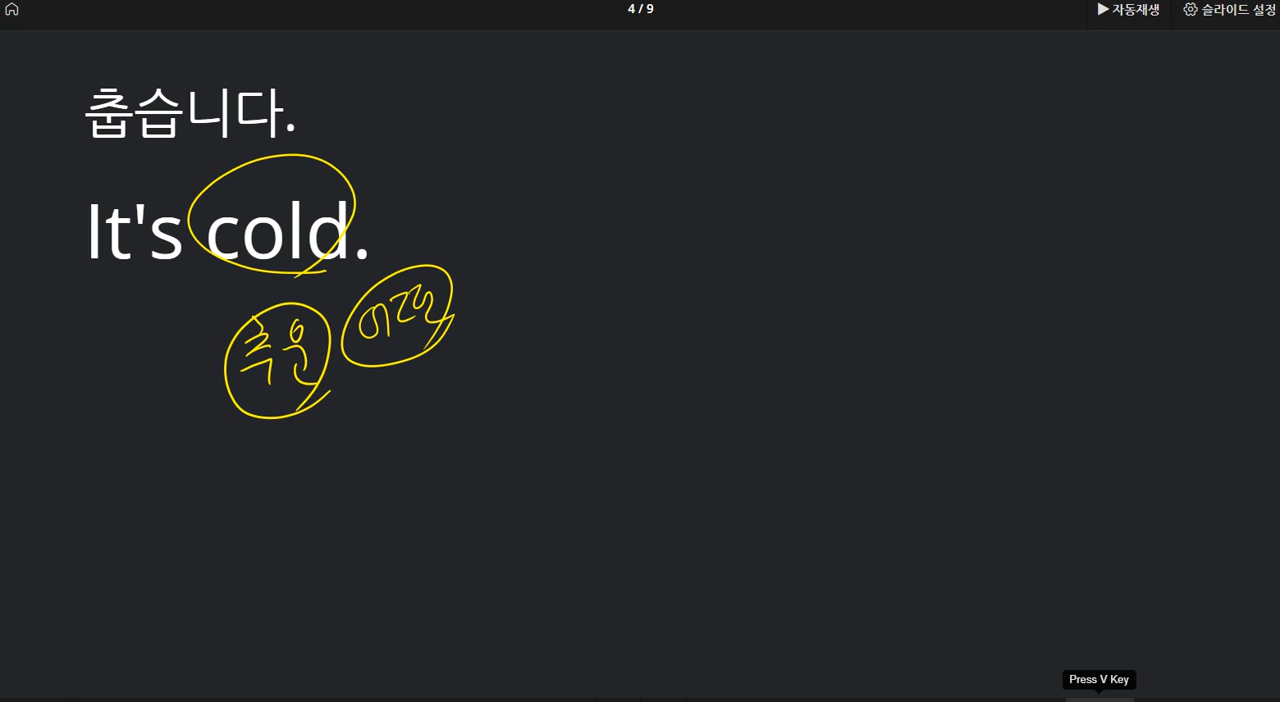 4 / 9
▶ 자동재생
슬라이드 설정
춥습니다.
It's cold.
추운
Press V Key